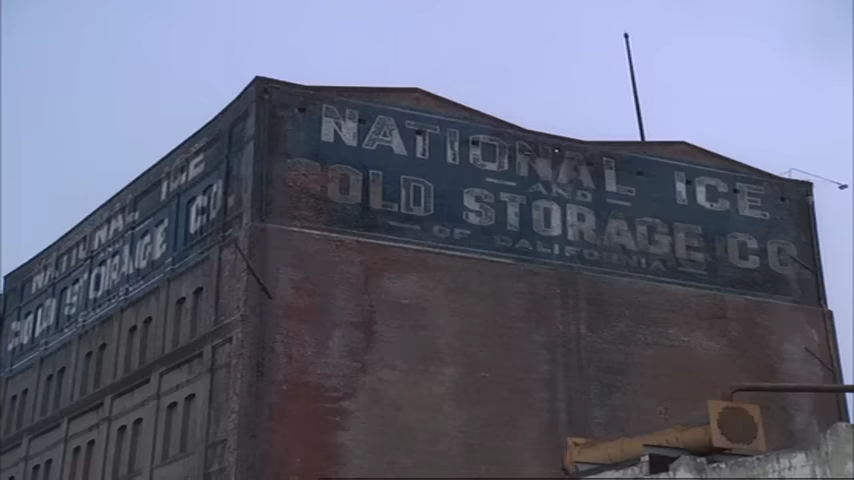 NATIONAL ICE
COLD STORAGE CO.
NATIONAL ICE
AND
COLD STORAGE CO
OF CALIFORNIA